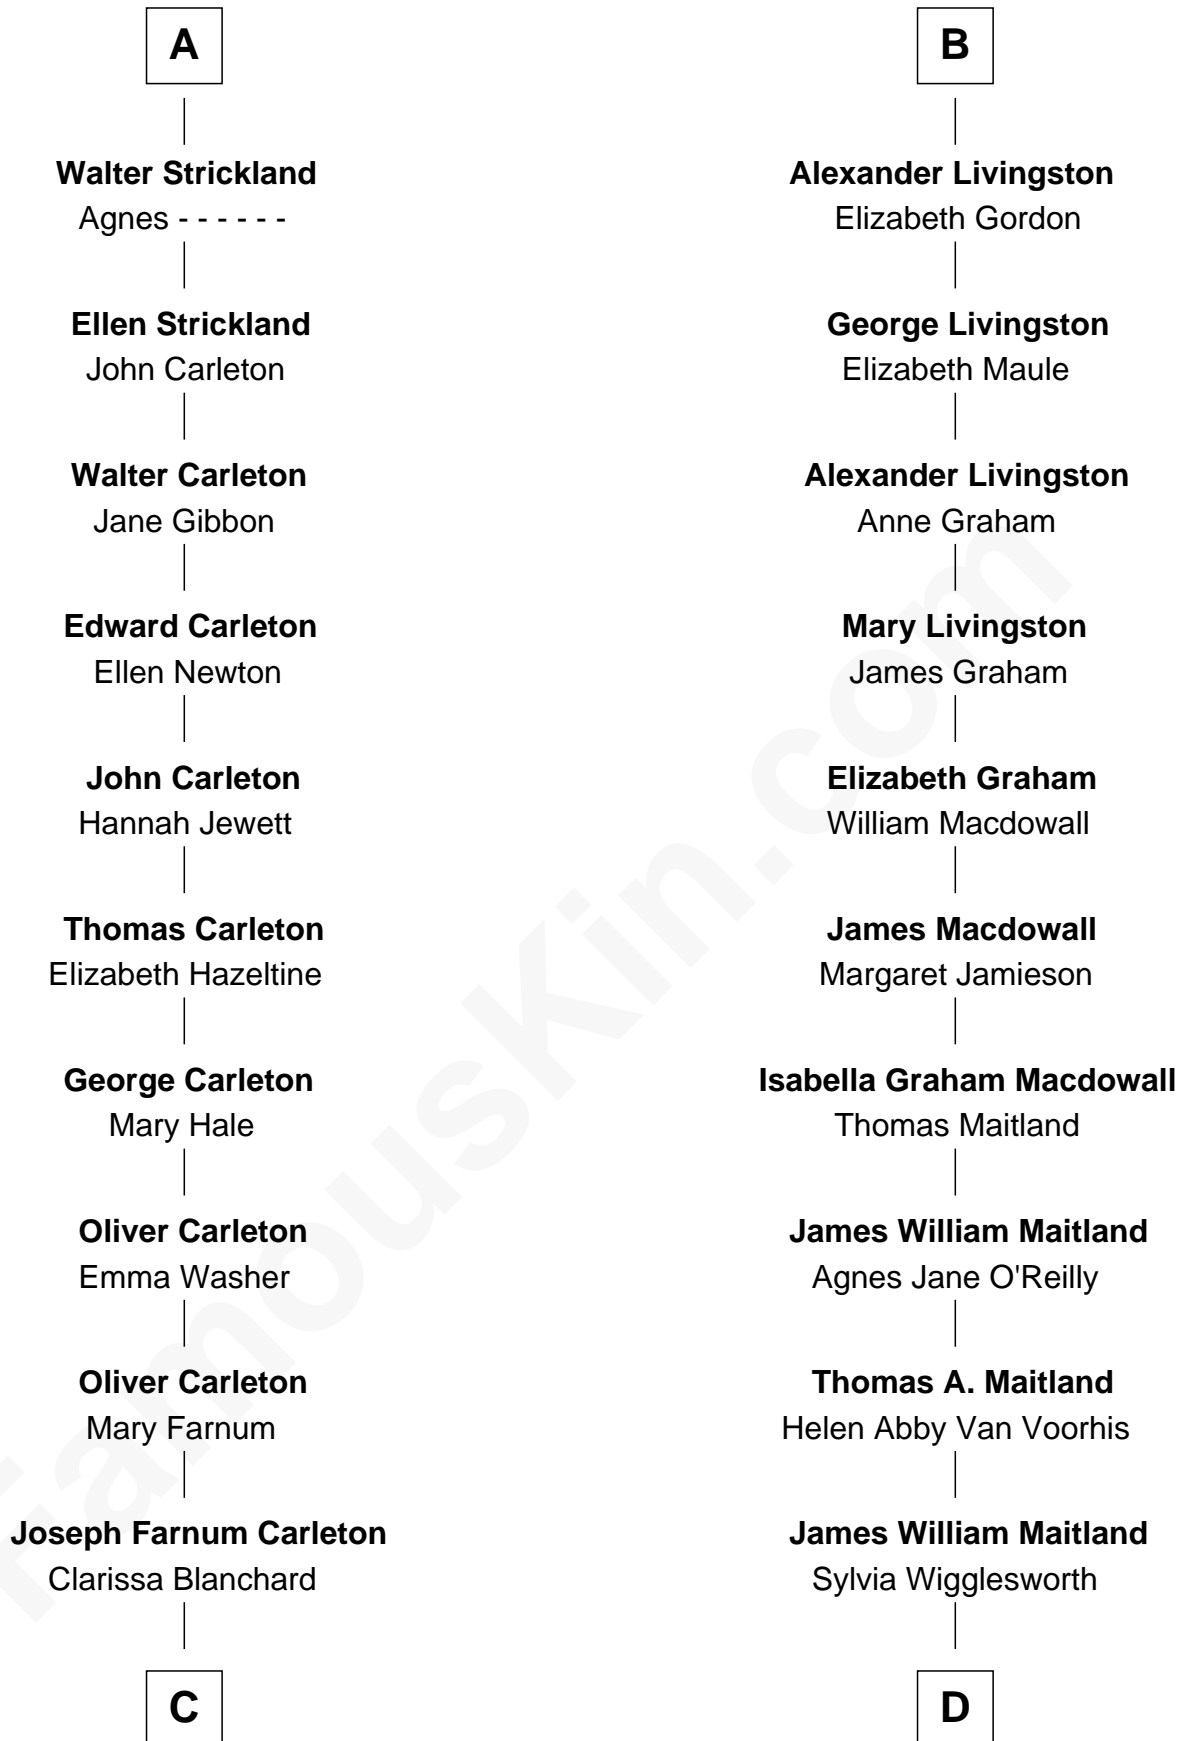 A
Walter Strickland
Agnes - - - - - -
Ellen Strickland
John Carleton
Walter Carleton
Jane Gibbon
Edward Carleton
Ellen Newton
John Carleton
Hannah Jewett
Thomas Carleton
Elizabeth Hazeltine
George Carleton
Mary Hale
Oliver Carleton
Emma Washer
Oliver Carleton
Mary Farnum
Joseph Farnum Carleton
Clarissa Blanchard
C
B
Alexander Livingston
Elizabeth Gordon
George Livingston
Elizabeth Maule
Alexander Livingston
Anne Graham
Mary Livingston
James Graham
Elizabeth Graham
William Macdowall
James Macdowall
Margaret Jamieson
Isabella Graham Macdowall
Thomas Maitland
James William Maitland
Agnes Jane O'Reilly
Thomas A. Maitland
Helen Abby Van Voorhis
James William Maitland
Sylvia Wigglesworth
D
FamousKin.com